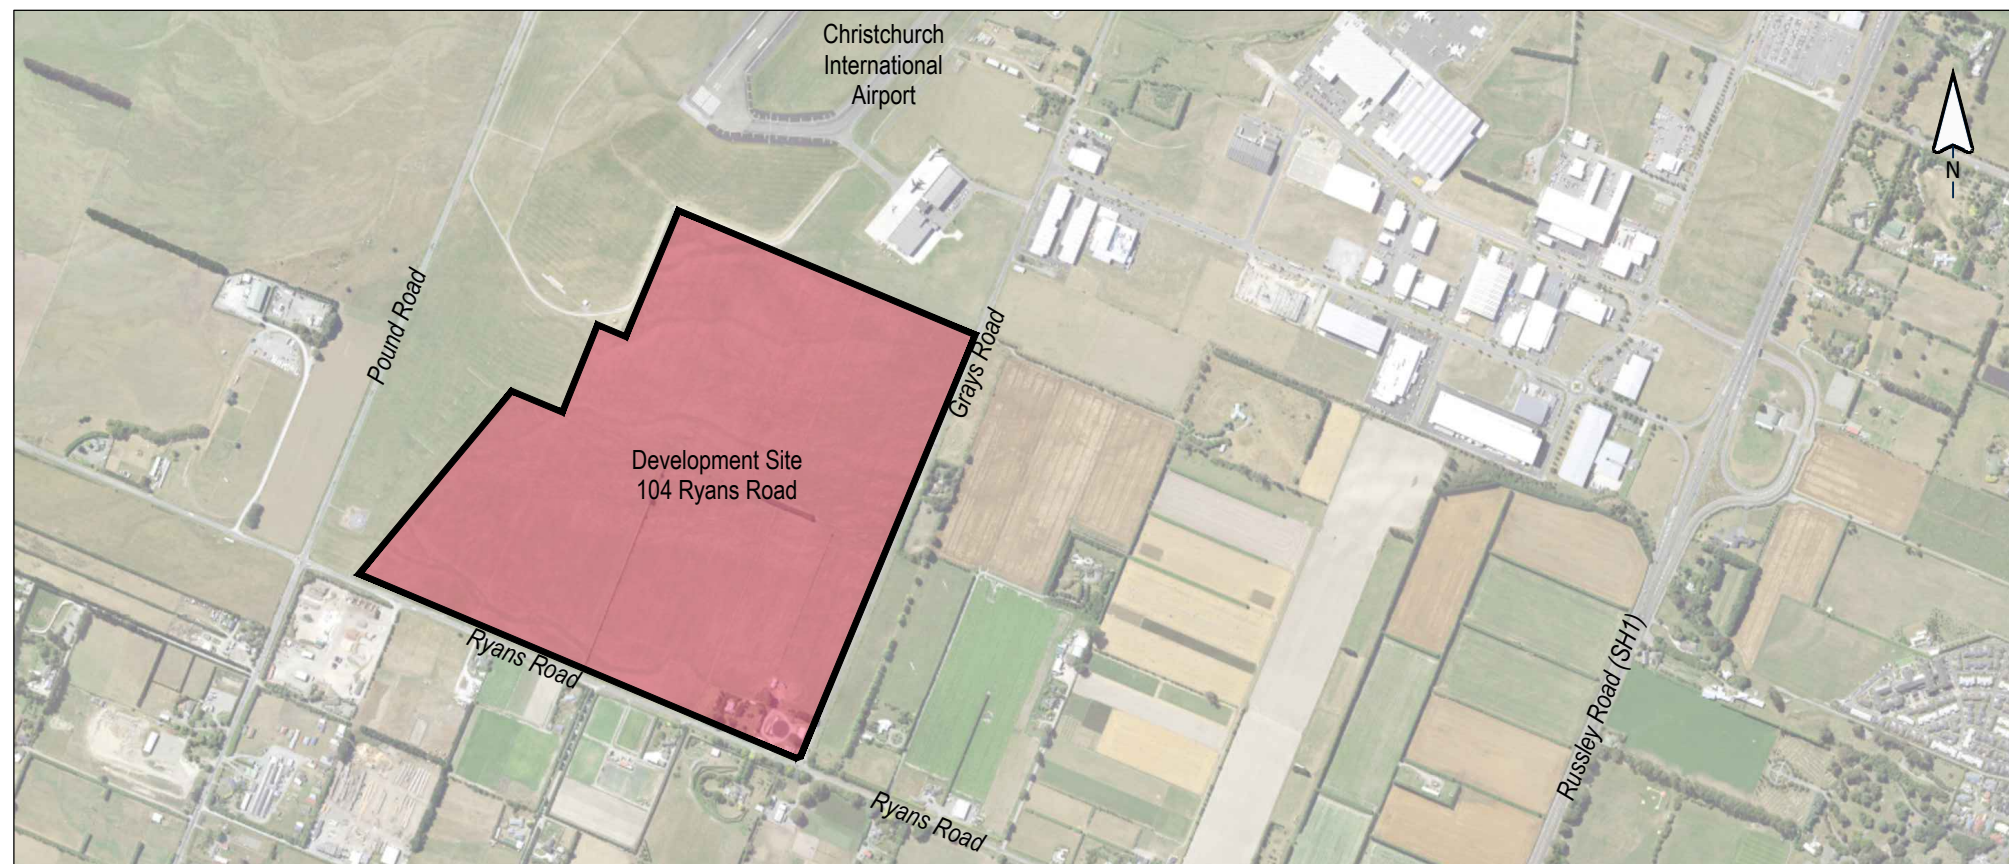 Christchurch
International
Airport
N
Pound Road
Grays Road
Development Site
104 Ryans Road
Ryans Road
Russley Road (SH1)
Ryans Road